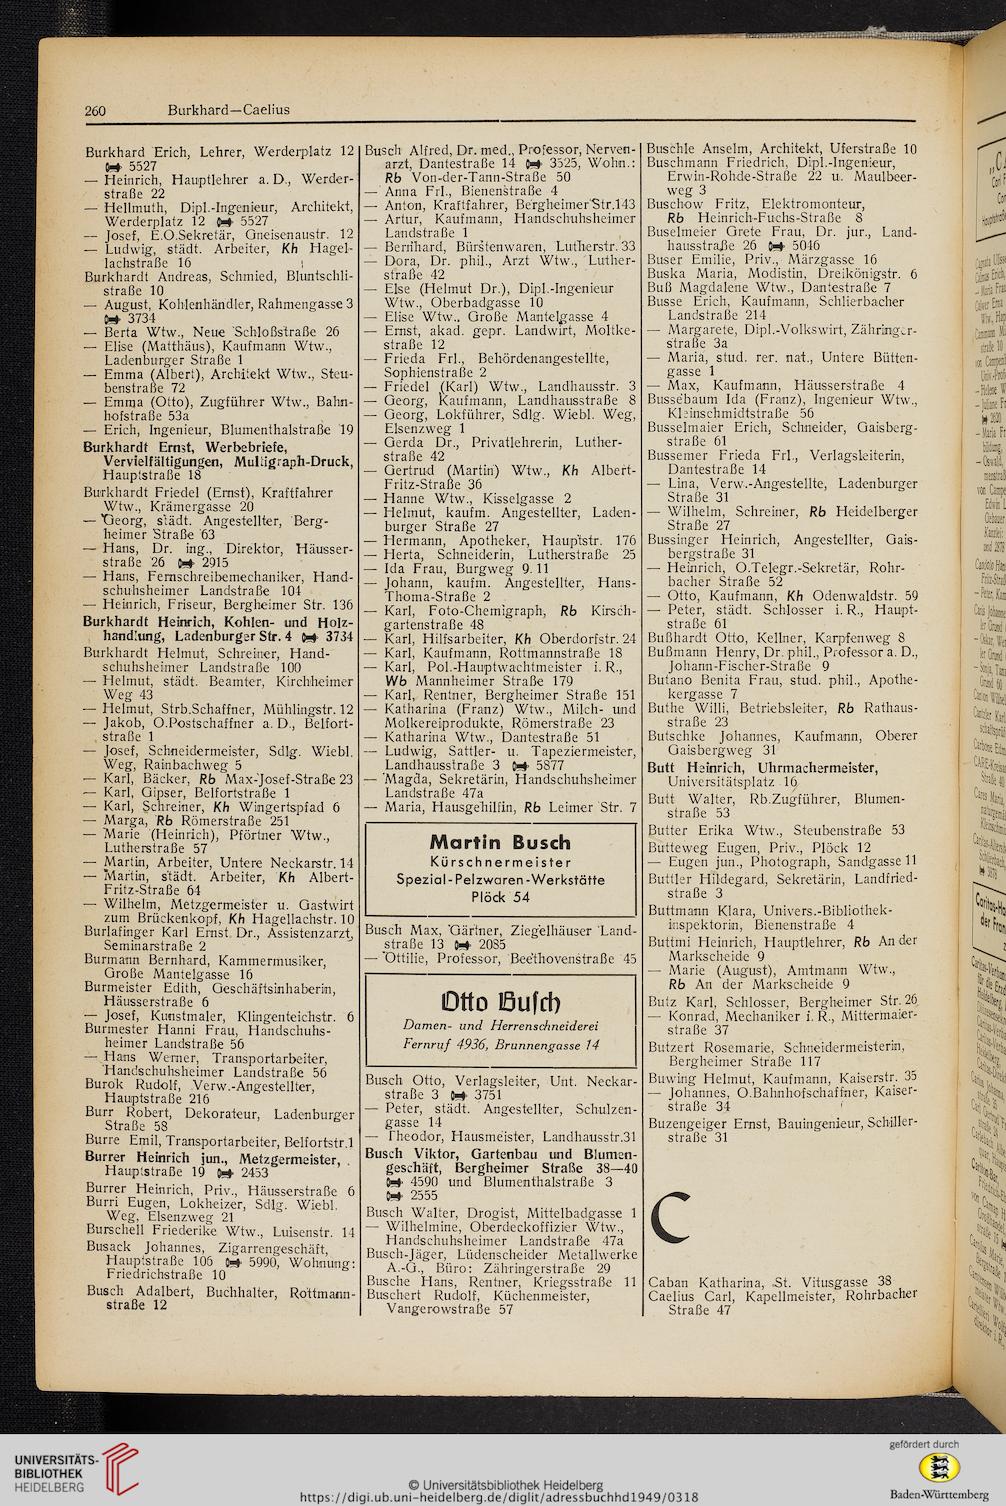 260 Burkhard—Caelius
Burkhard Erich, Lehrer, Werderplatz 12
5527
— Heinrich, Hauptlehrer a. D., Werder-
straße 22
— Hellmuth, Dipl.-Ingenieur, Architekt,
Werderplatz 12 5527
— Josef, E.O.Sekretär, Gneisenaustr. 12
— Ludwig, städt. Arbeiter, Kh Hagel-
lachstraße 16
Burkhardt Andreas, Schmied, Bluntschli-
straße 10
— August, Kohlenhändler, Rahmengasse 3
3734
— Berta Wtw., Neue Schloßstraße 26
— Elise (Matthäus), Kaufmann Wtw.,
Ladenburger Straße 1
— Emma (Albert), Architekt Wtw., Steu-
benstraße 72
— Emma (Otto), Zugführer Wtw., Bahn-
hofstraße 53a
— Erich, Ingenieur, Blumenthalstraße 19
Burkhardt Ernst, Werbebriefe,
Vervielfältigungen, Multigraph-Druck,
Hauptstraße 18
Burkhardt Friedel (Ernst), Kraftfahrer
Wtw., Krämergasse 20
— Georg, städt. Angestellter, Berg-
heimer Straße 63
— Hans, Dr. ing., Direktor, Häusser-
straße 26 2915
— Hans, Fernschreibemechaniker, Hand-
schuhsheimer Landstraße 104
— Heinrich, Friseur, Bergheimer Str. 136
Burkhardt Heinrich, Kohlen- und Holz-
handlung, Ladenburger Str. 4 3734
Burkhardt Helmut, Schreiner, Hand-
schuhsheimer Landstraße 100
— Helmut, städt. Beamter, Kirchheimer
Weg 43
— Helmut, Strb.Schaffner, Mühlingstr. 12
— Jakob, O.Postschaffner a. D., Belfort-
straße 1
— Josef, Schneidermeister, Sdlg. Wiebl.
Weg, Rainbachweg 5
— Karl, Bäcker, Rb Max-Josef-Straße 23
— Karl, Gipser, Belfortstraße 1
— Karl, Schreiner, Kh Wingertspfad 6
— Marga, Rb Römerstraße 251
— Marie (Heinrich), Pförtner Wtw.,
Lutherstraße 57
— Martin, Arbeiter, Untere Neckarstr. 14
— Martin, städt. Arbeiter, Kh Albert-
Fritz-Straße 64
— Wilhelm, Metzgermeister u. Gastwirt
zum Brückenkopf, Kh Hagellachstr. 10
Burlafinger Karl Ernst, Dr., Assistenzarzt,
Seminarstraße 2
Burmann Bernhard, Kammermusiker,
Große Mantelgasse 16
Burmeister Edith, Geschäftsinhaberin,
Häusserstraße 6
— Josef, Kunstmaler, Klingenteichstr. 6
Burmester Hanni Frau, Handschuhs-
heimer Landstraße 56
— Hans Werner, Transportarbeiter,
Handschuhsheimer Landstraße 56
Burok Rudolf, Verw.-Angestellter,
Hauptstraße 216
Burr Robert, Dekorateur, Ladenburger
Straße 58
Burre Emil, Transportarbeiter, Belfortstr.1
Burrer Heinrich jun., Metzgermeister,
Hauptstraße 19 2453
Burrer Heinrich, Priv., Häusserstraße 6
Burri Eugen, Lokheizer, Sdlg. Wiebl.
Weg, Elsenzweg 21
Burschell Friederike Wtw., Luisenstr. 14
Busack Johannes, Zigarrengeschäft,
Hauptstraße 106 5990, Wohnung:
Friedrichstraße 10
Busch Adalbert, Buchhalter, Rottmann-
straße 12
Busch Alfred, Dr. med., Professor, Nerven-
arzt, Dantestraße 14 3525, Wohn.:
Rb Von-der-Tann-Straße 50
— Anna Frl., Bienenstraße 4
— Anton, Kraftfahrer, Bergheimer Str.143
— Artur, Kaufmann, Handschuhsheimer
Landstraße 1
— Bernhard, Bürstenwaren, Lutherstr. 33
— Dora, Dr. phil., Arzt Wtw., Luther-
straße 42
— Else (Helmut Dr.), Dipl.-Ingenieur
Wtw., Oberbadgasse 10
— Elise Wtw., Große Mantelgasse 4
— Ernst, akad. gepr. Landwirt, Moltke-
straße 12
— Frieda Frl., Behördenangestellte,
Sophienstraße 2
— Friedel (Karl) Wtw., Landhausstr. 3
— Georg, Kaufmann, Landhausstraße 8
— Georg, Lokführer, Sdlg. Wiebl. Weg,
Elsenzweg 1
— Gerda Dr., Privatlehrerin, Luther-
straße 42
— Gertrud (Martin) Wtw., Kh Albert-
Fritz-Straße 36
— Hanne Wtw., Kisselgasse 2
— Helmut, kaufm. Angestellter, Laden-
burger Straße 27
— Hermann, Apotheker, Hauptstr. 176
— Herta, Schneiderin, Lutherstraße 25
— Ida Frau, Burgweg 9. 11
— Johann, kaufm. Angestellter, Hans-
Thoma-Straße 2
— Karl, Foto-Chemigraph, Rb Kirsch-
gartenstraße 48
— Karl, Hilfsarbeiter, Kh Oberdorfstr. 24
— Karl, Kaufmann, Rottmannstraße 18
— Karl, Pol.-Hauptwachtmeister i. R.,
Wb Mannheimer Straße 179
— Karl, Rentner, Bergheimer Straße 151
— Katharina (Franz) Wtw., Milch- und
Molkereiprodukte, Römerstraße 23
— Katharina Wtw., Dantestraße 51
— Ludwig, Sattler- u. Tapeziermeister,
Landhausstraße 3 5877
— Magda, Sekretärin, Handschuhsheimer
Landstraße 47a
— Maria, Hausgehilfin, Rb Leimer Str. 7
Martin Busch
Kürschnermeister
Spezial-Pelzwaren-Werkstätte
Plöck 54
Busch Max, Gärtner, Ziegelhäuser Land-
straße 13 2085
— Ottilie, Professor, Beethovenstraße 45
Otto Busch
Damen- und Herrenschneiderei
Fernruf 4936, Brunnengasse 14
Busch Otto, Verlagsleiter, Unt. Neckar-
straße 3 3751
— Peter, städt. Angestellter, Schulzen-
gasse 14
— Theodor, Hausmeister, Landhausstr.31
Busch Viktor, Gartenbau und Blumen-
geschäft, Bergheimer Straße 38—40
4590 und Blumenthalstraße 3
2555
Busch Walter, Drogist, Mittelbadgasse 1
— Wilhelmine, Oberdeckoffizier Wtw.,
Handschuhsheimer Landstraße 47a
Busch-Jäger, Lüdenscheider Metallwerke
A.-G., Büro: Zähringerstraße 29
Busche Hans, Rentner, Kriegsstraße 11
Buschert Rudolf, Küchenmeister,
Vangerowstraße 57
Buschle Anselm, Architekt, Uferstraße 10
Buschmann Friedrich, Dipl.-Ingenieur,
Erwin-Rohde-Straße 22 u. Maulbeer-
weg 3
Buschow Fritz, Elektromonteur,
Rb Heinrich-Fuchs-Straße 8
Buselmeier Grete Frau, Dr. jur., Land-
hausstraße 26 5046
Buser Emilie, Priv., Märzgasse 16
Buska Maria, Modistin, Dreikönigstr. 6
Buß Magdalene Wtw., Dantestraße 7
Busse Erich, Kaufmann, Schlierbacher
Landstraße 214
— Margarete, Dipl.-Volkswirt, Zähringer-
straße 3a
— Maria, stud. rer. nat., Untere Bütten-
gasse 1
— Max, Kaufmann, Häusserstraße 4
Bussebaum Ida (Franz), Ingenieur Wtw.,
Kleinschmidtstraße 56
Busselmaier Erich, Schneider, Gaisberg-
straße 61
Bussemer Frieda Frl., Verlagsleiterin,
Dantestraße 14
— Lina, Verw.-Angestellte, Ladenburger
Straße 31
— Wilhelm, Schreiner, Rb Heidelberger
Straße 27
Bussinger Heinrich, Angestellter, Gais-
bergstraße 31
— Heinrich, O.Telegr.-Sekretär, Rohr-
bacher Straße 52
— Otto, Kaufmann, Kh Odenwaldstr. 59
— Peter, städt. Schlosser i. R., Haupt-
straße 61
Bußhardt Otto, Kellner, Karpfenweg 8
Bußmann Henry, Dr. phil., Professor a. D.,
Johann-Fischer-Straße 9
Butano Benita Frau, stud. phil., Apothe-
kergasse 7
Buthe Willi, Betriebsleiter, Rb Rathaus-
straße 23
Butschke Johannes, Kaufmann, Oberer
Gaisbergweg 31
Butt Heinrich, Uhrmachermeister,
Universitätsplatz 16
Butt Walter, Rb.Zugführer, Blumen-
straße 53
Butter Erika Wtw., Steubenstraße 53
Bütteweg Eugen, Priv., Plöck 12
— Eugen jun., Photograph, Sandgasse 11
Buttler Hildegard, Sekretärin, Landfried-
straße 3
Buttmann Klara, Univers.-Bibliothek-
inspektorin, Bienenstraße 4
Buttmi Heinrich, Hauptlehrer, Rb An der
Markscheide 9
— Marie (August), Amtmann Wtw.,
Rb An der Markscheide 9
Butz Karl, Schlosser, Bergheimer Str. 26
— Konrad, Mechaniker i. R., Mittermaier-
straße 37
Butzert Rosemarie, Schneidermeisterin,
Bergheimer Straße 117
Buwing Helmut, Kaufmann, Kaiserstr. 35
— Johannes, O.Bahnhofschaffner, Kaiser-
straße 34
Buzengeiger Ernst, Bauingenieur, Schiller-
straße 31
C
Caban Katharina, St. Vitusgasse 38
Caelius Carl, Kapellmeister, Rohrbacher
Straße 47
UNIVERSITÄTS-
BIBLIOTHEK
HEIDELBERG
© Universitätsbibliothek Heidelberg
https://digi.ub.uni-heidelberg.de/diglit/adressbuchhd1949/0318
gefördert durch
Baden-Württemberg